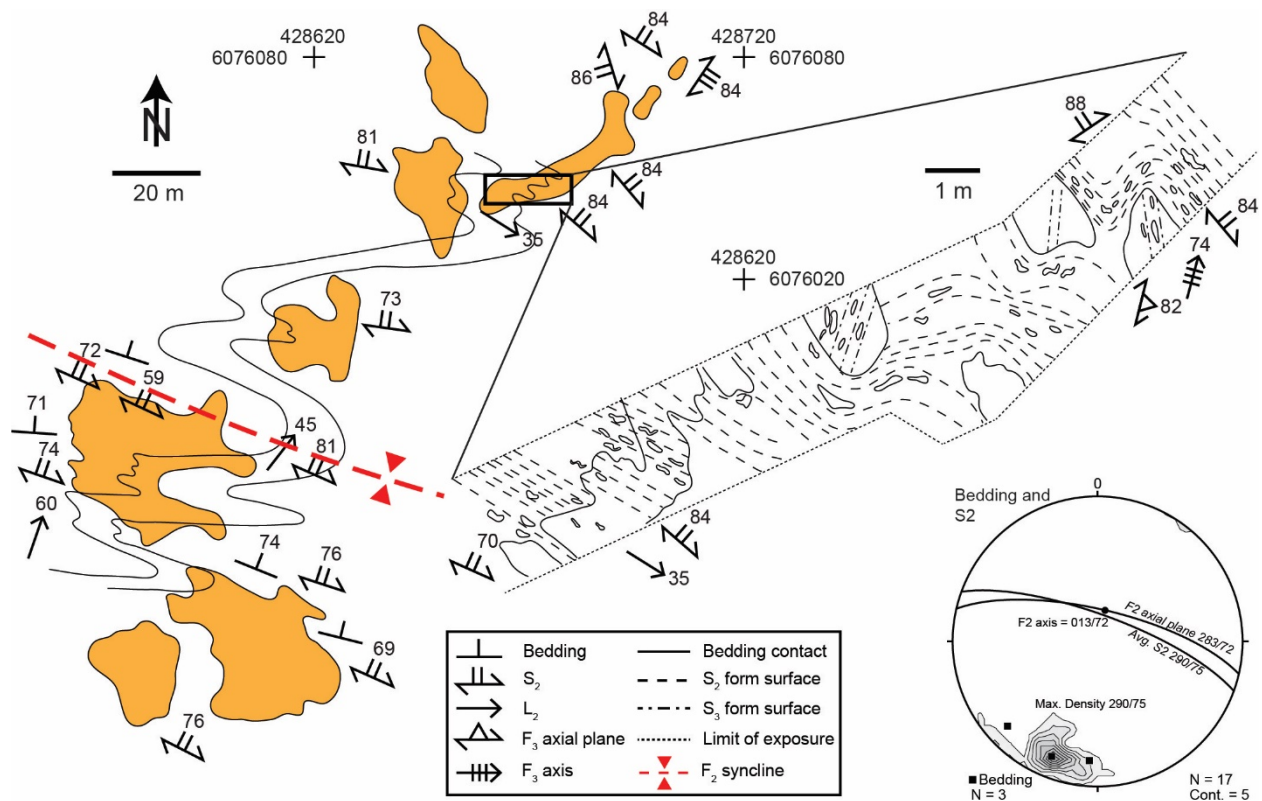 428620
6076080
84
428720
6076080
86
84
N
20 m
81
84
84
35
1 m
88
84
74
82
428620
6076020
73
72
59
71
74
45
81
60
74
76
69
76
70
84
35
Bedding
S2
L2
F3 axial plane
F3 axis
Bedding contact
S2 form surface
S3 form surface
Limit of exposure
F2 syncline
Bedding and
S2
0
F2 axis = 013/72
F2 axial plane 283/72
Avg. S2 290/75
Max. Density 290/75
Bedding
N = 3
N = 17
Cont. = 5